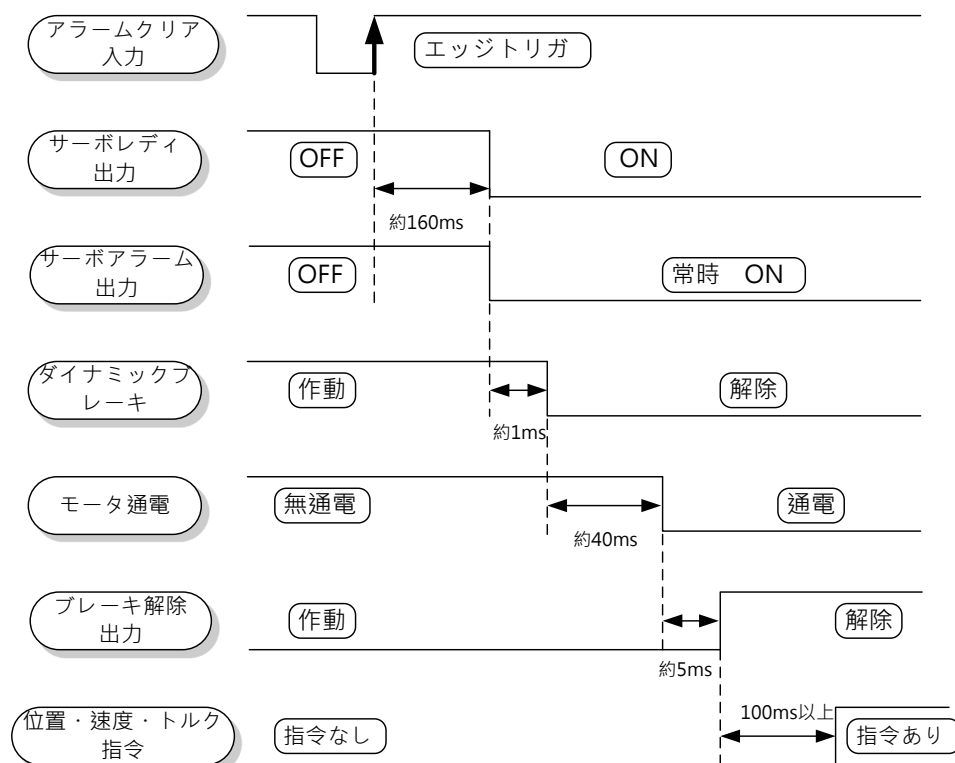 アラームクリア
入力
エッジトリガ
サーボレディ
出力
OFF
ON
約160ms
サーボアラーム
出力
OFF
常時 ON
ダイナミックブ
レーキ
作動
解除
約1ms
モータ通電
無通電
通電
約40ms
ブレーキ解除
出力
作動
解除
約5ms
位置・速度・トルク
指令
指令なし
100ms以上
指令あり